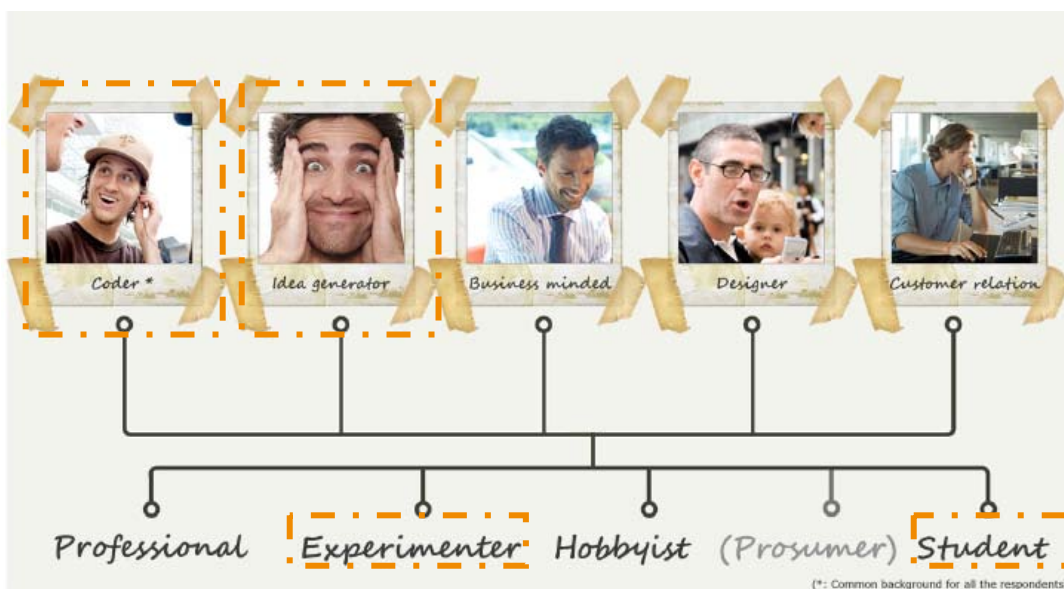 Coder *
Idea generator
Business minded
Designer
Customer relation
Professional
Experimenter
Hobbyist
(Prosumer)
Student
(*: Common background for all the respondents